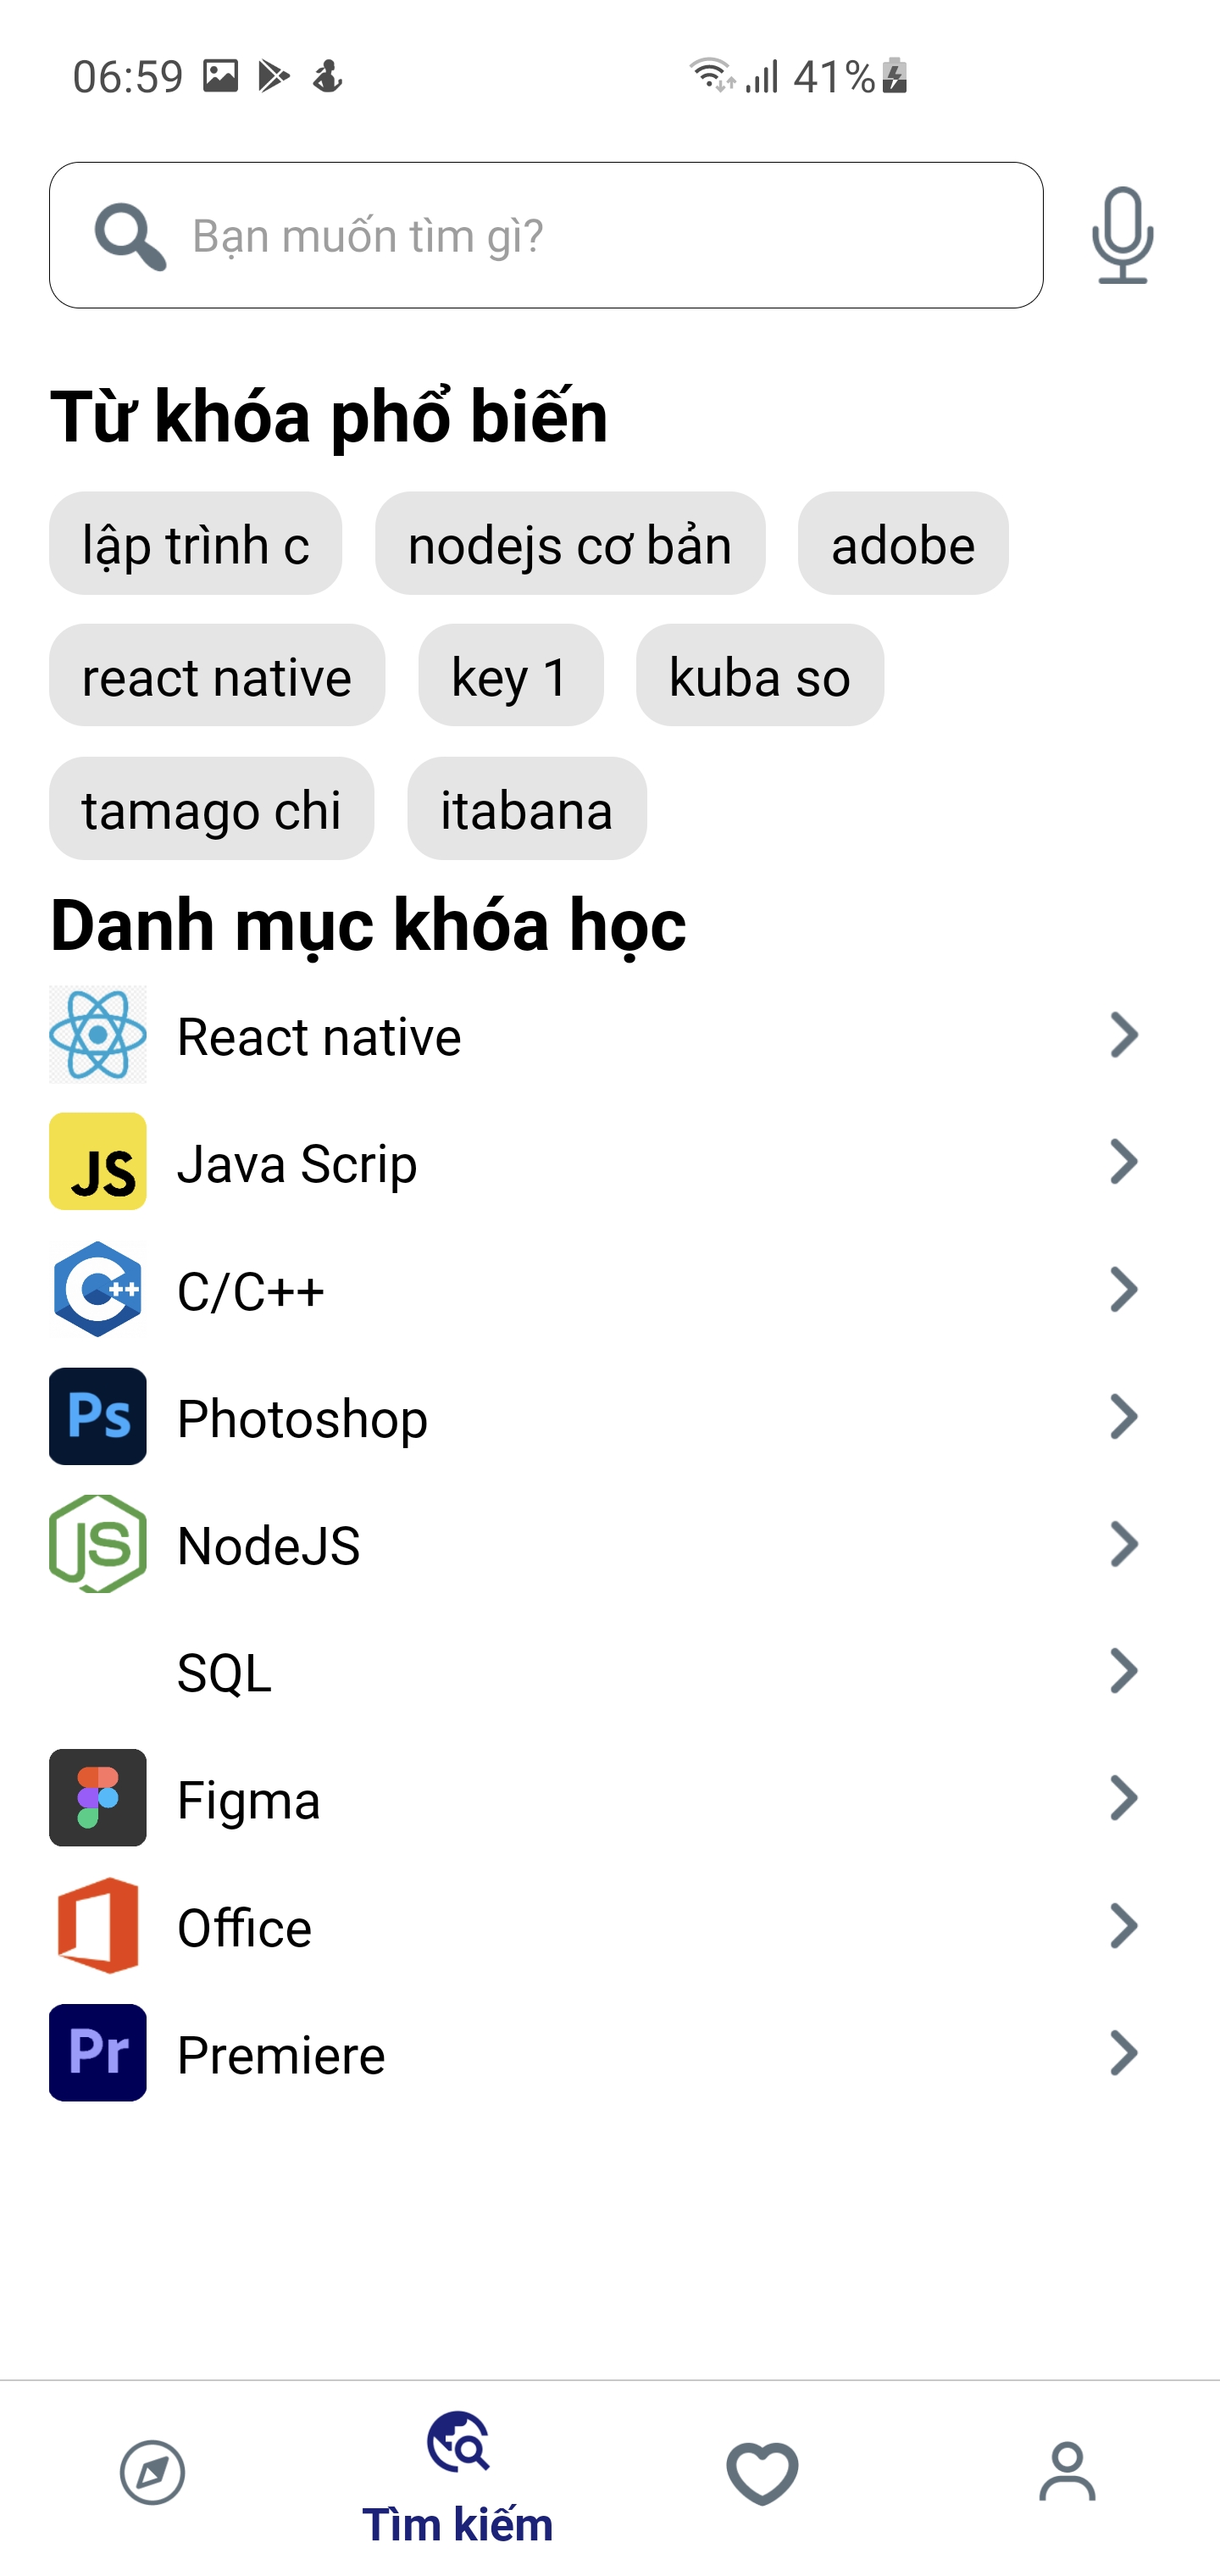 06:59 41%
Bạn muốn tìm gì?
Từ khóa phổ biến
lập trình c nodejs cơ bản adobe
react native key 1 kuba so
tamago chi itabana
Danh mục khóa học
React native
JS Java Scrip
C++ C/C++
Ps Photoshop
JS NodeJS
SQL
Figma
Office
Pr Premiere
Tìm kiếm